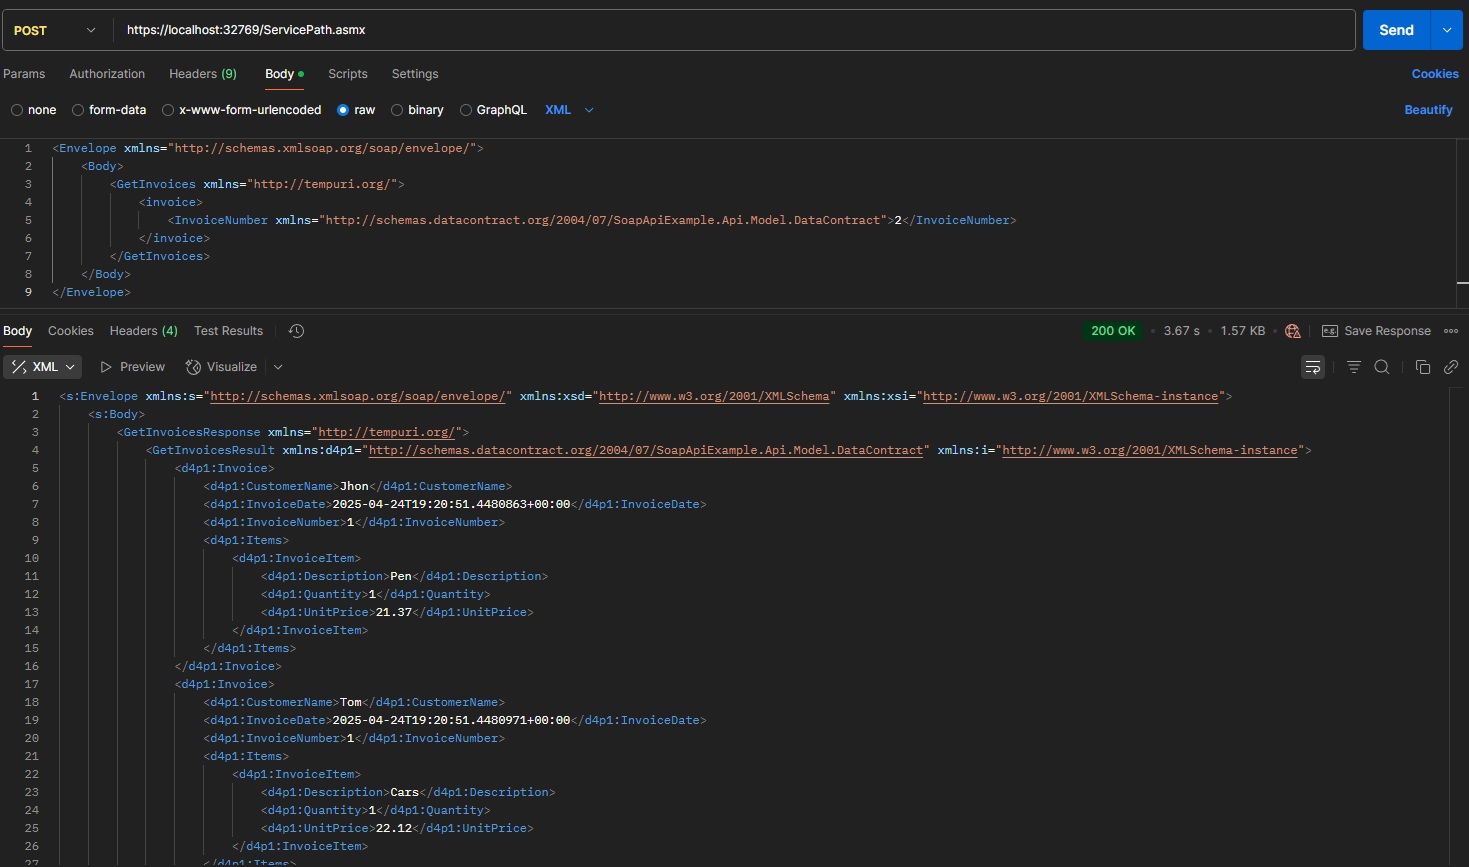 POST https://localhost:32769/ServicePath.asmx Send
Params Authorization Headers (9) Body Scripts Settings Cookies
none form-data x-www-form-urlencoded raw binary GraphQL XML Beautify
1 <Envelope xmlns="http://schemas.xmlsoap.org/soap/envelope/">
2 <Body>
3 <GetInvoices xmlns="http://tempuri.org/">
4 <invoice>
5 <InvoiceNumber xmlns="http://schemas.datacontract.org/2004/07/SoapApiExample.Api.Model.DataContract">2</InvoiceNumber>
6 </invoice>
7 </GetInvoices>
8 </Body>
9 </Envelope>
Body Cookies Headers (4) Test Results 200 OK • 3.67 s • 1.57 KB • e.g. Save Response
XML Preview Visualize
1 <s:Envelope xmlns:s="http://schemas.xmlsoap.org/soap/envelope/" xmlns:xsd="http://www.w3.org/2001/XMLSchema" xmlns:xsi="http://www.w3.org/2001/XMLSchema-instance">
2 <s:Body>
3 <GetInvoicesResponse xmlns="http://tempuri.org/">
4 <GetInvoicesResult xmlns:d4p1="http://schemas.datacontract.org/2004/07/SoapApiExample.Api.Model.DataContract" xmlns:i="http://www.w3.org/2001/XMLSchema-instance">
5 <d4p1:Invoice>
6 <d4p1:CustomerName>Jhon</d4p1:CustomerName>
7 <d4p1:InvoiceDate>2025-04-24T19:20:51.4480863+00:00</d4p1:InvoiceDate>
8 <d4p1:InvoiceNumber>1</d4p1:InvoiceNumber>
9 <d4p1:Items>
10 <d4p1:InvoiceItem>
11 <d4p1:Description>Pen</d4p1:Description>
12 <d4p1:Quantity>1</d4p1:Quantity>
13 <d4p1:UnitPrice>21.37</d4p1:UnitPrice>
14 </d4p1:InvoiceItem>
15 </d4p1:Items>
16 </d4p1:Invoice>
17 <d4p1:Invoice>
18 <d4p1:CustomerName>Tom</d4p1:CustomerName>
19 <d4p1:InvoiceDate>2025-04-24T19:20:51.4480971+00:00</d4p1:InvoiceDate>
20 <d4p1:InvoiceNumber>1</d4p1:InvoiceNumber>
21 <d4p1:Items>
22 <d4p1:InvoiceItem>
23 <d4p1:Description>Cars</d4p1:Description>
24 <d4p1:Quantity>1</d4p1:Quantity>
25 <d4p1:UnitPrice>22.12</d4p1:UnitPrice>
26 </d4p1:InvoiceItem>
27 </d4p1:Items>